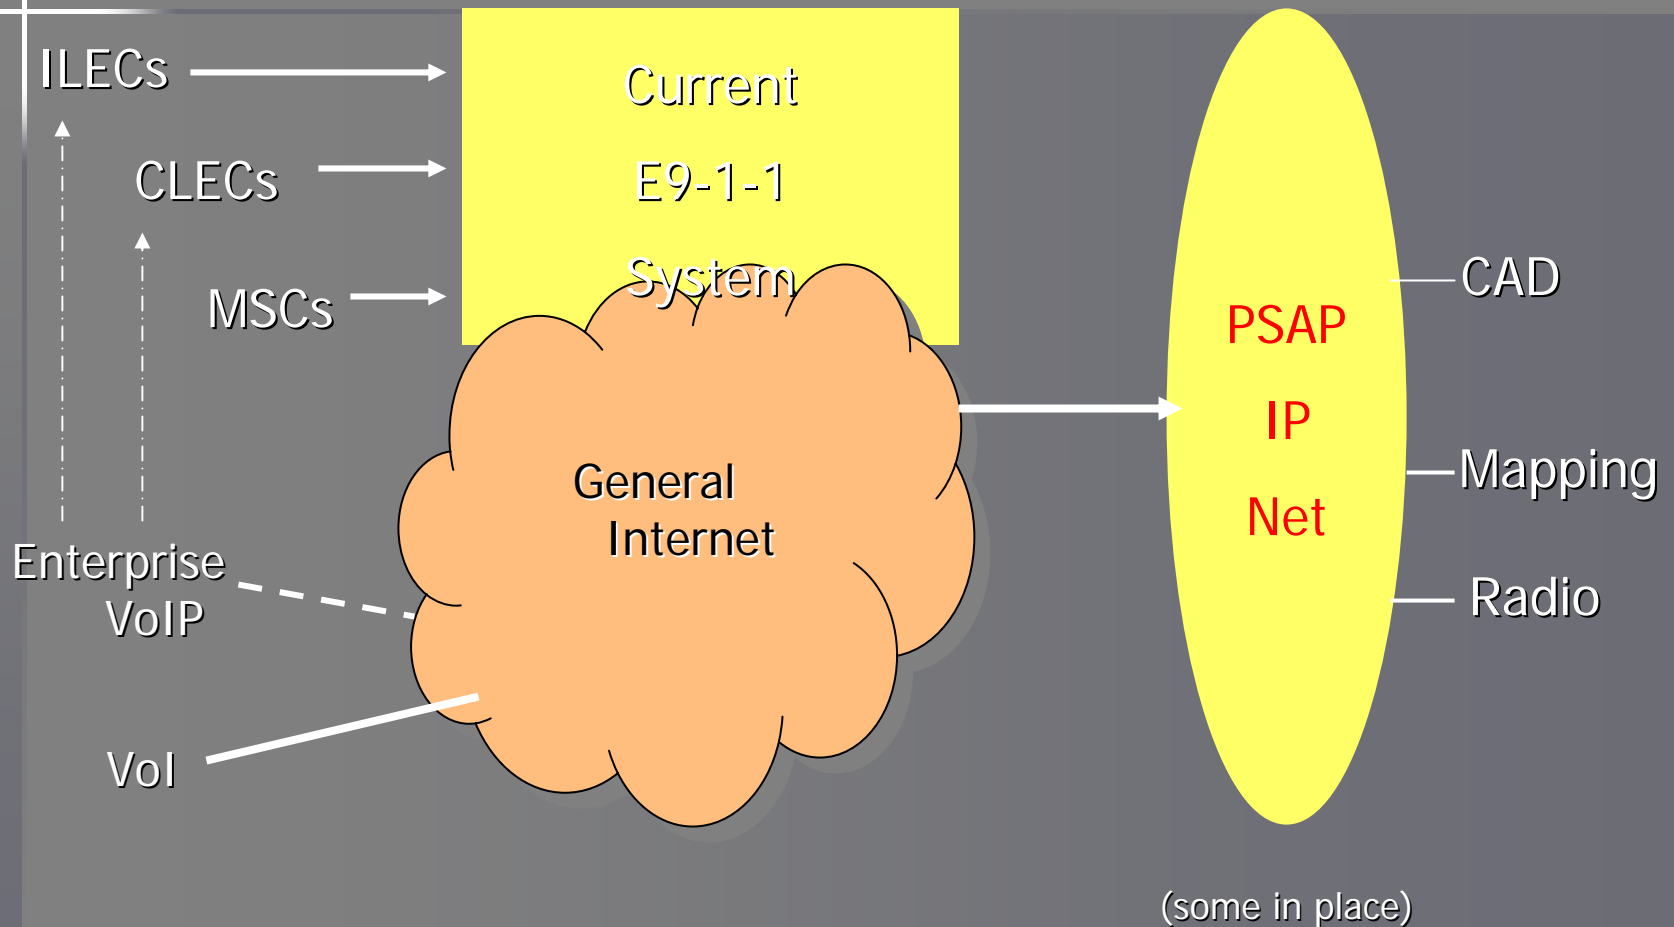 ILECs
CLECs
MSCs
Enterprise
VoIP
VoI
Current
E9-1-1
System
General
Internet
PSAP
IP
Net
CAD
Mapping
Radio
(some in place)